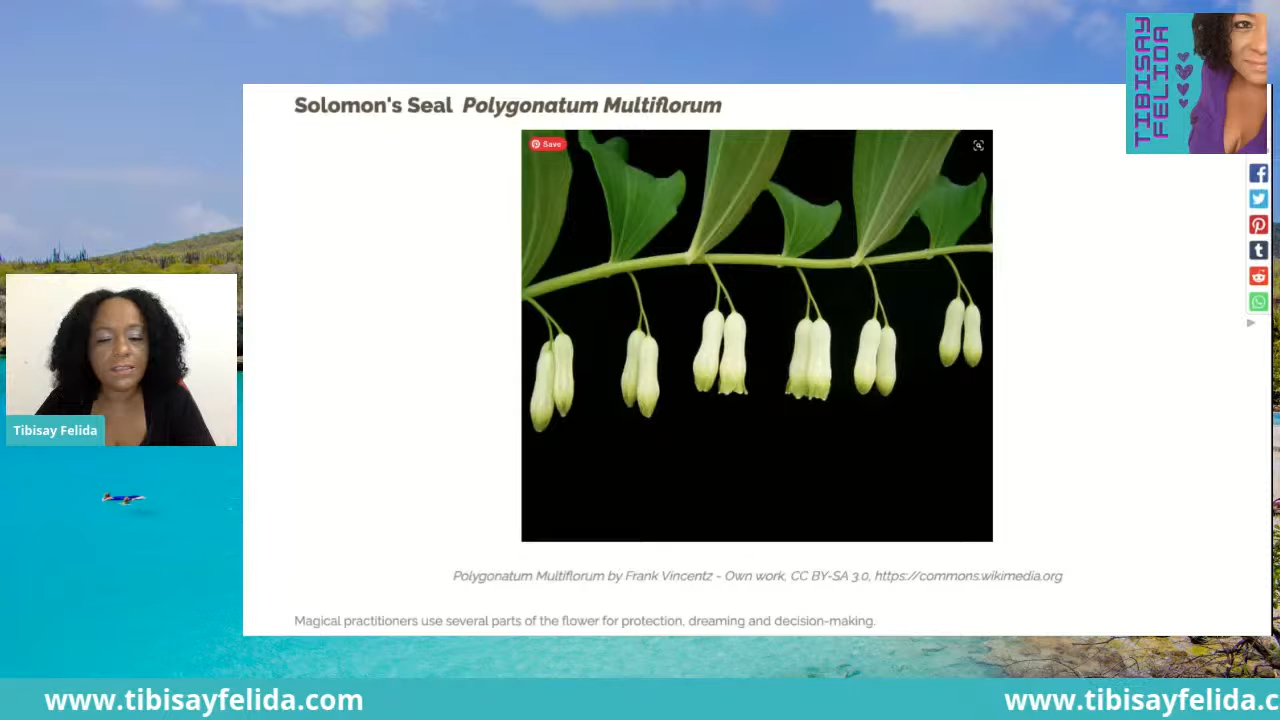 Solomon's Seal Polygonatum Multiflorum
Save
TIBISAY
FELIDA
Tibisay Felida
Polygonatum Multiflorum by Frank Vincentz - Own work, CC BY-SA 3.0, https://commons.wikimedia.org
Magical practitioners use several parts of the flower for protection, dreaming and decision-making.
www.tibisayfelida.com
www.tibisayfelida.c